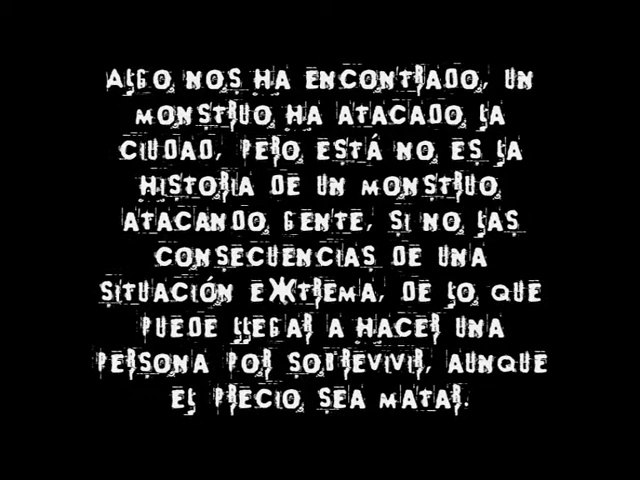 ALGO NOS HA ENCONTRADO, UN
MONSTRUO HA ATACADO LA
CIUDAD, PERO ESTÁ NO ES LA
HISTORIA DE UN MONSTRUO
ATACANDO GENTE, SI NO LAS
CONSECUENCIAS DE UNA
SITUACIÓN EXTREMA, DE LO QUE
PUEDE LLEGAR A HACER UNA
PERSONA POR SOBREVIVIR, AUNQUE
EL PRECIO SEA MATAR.